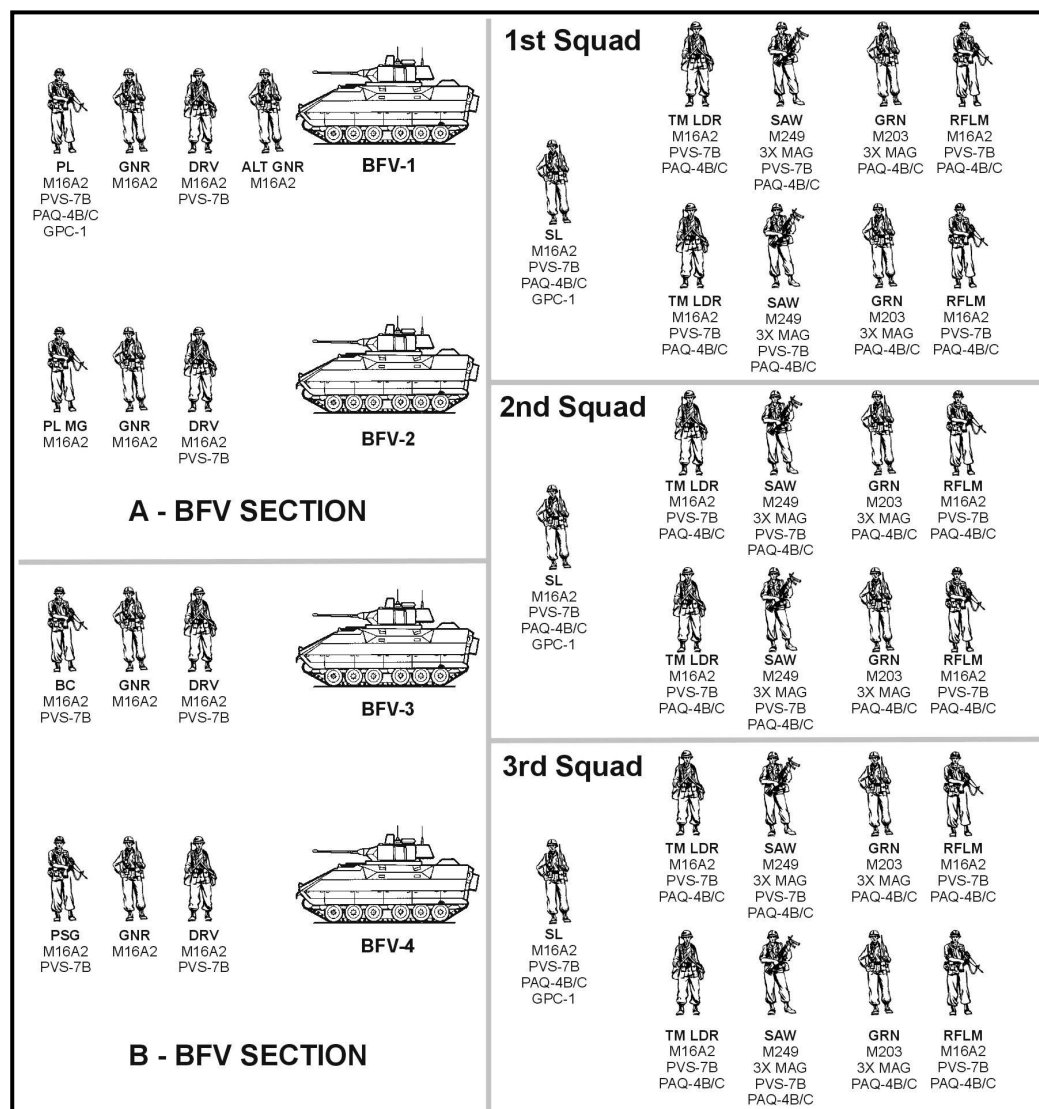 PL
M16A2
PVS-7B
PAQ-4B/C
GPC-1
GNR
M16A2
DRV
M16A2
PVS-7B
ALT GNR
M16A2
BFV-1
PL MG
M16A2
GNR
M16A2
DRV
M16A2
PVS-7B
BFV-2
A - BFV SECTION
BC
M16A2
PVS-7B
GNR
M16A2
DRV
M16A2
PVS-7B
BFV-3
PSG
M16A2
PVS-7B
GNR
M16A2
DRV
M16A2
PVS-7B
BFV-4
B - BFV SECTION
1st Squad
SL
M16A2
PVS-7B
PAQ-4B/C
GPC-1
TM LDR
M16A2
PVS-7B
PAQ-4B/C
SAW
M249
3X MAG
PVS-7B
PAQ-4B/C
GRN
M203
3X MAG
PAQ-4B/C
RFLM
M16A2
PVS-7B
PAQ-4B/C
TM LDR
M16A2
PVS-7B
PAQ-4B/C
SAW
M249
3X MAG
PVS-7B
PAQ-4B/C
GRN
M203
3X MAG
PAQ-4B/C
RFLM
M16A2
PVS-7B
PAQ-4B/C
2nd Squad
SL
M16A2
PVS-7B
PAQ-4B/C
GPC-1
TM LDR
M16A2
PVS-7B
PAQ-4B/C
SAW
M249
3X MAG
PVS-7B
PAQ-4B/C
GRN
M203
3X MAG
PAQ-4B/C
RFLM
M16A2
PVS-7B
PAQ-4B/C
TM LDR
M16A2
PVS-7B
PAQ-4B/C
SAW
M249
3X MAG
PVS-7B
PAQ-4B/C
GRN
M203
3X MAG
PAQ-4B/C
RFLM
M16A2
PVS-7B
PAQ-4B/C
3rd Squad
SL
M16A2
PVS-7B
PAQ-4B/C
GPC-1
TM LDR
M16A2
PVS-7B
PAQ-4B/C
SAW
M249
3X MAG
PVS-7B
PAQ-4B/C
GRN
M203
3X MAG
PAQ-4B/C
RFLM
M16A2
PVS-7B
PAQ-4B/C
TM LDR
M16A2
PVS-7B
PAQ-4B/C
SAW
M249
3X MAG
PVS-7B
PAQ-4B/C
GRN
M203
3X MAG
PAQ-4B/C
RFLM
M16A2
PVS-7B
PAQ-4B/C